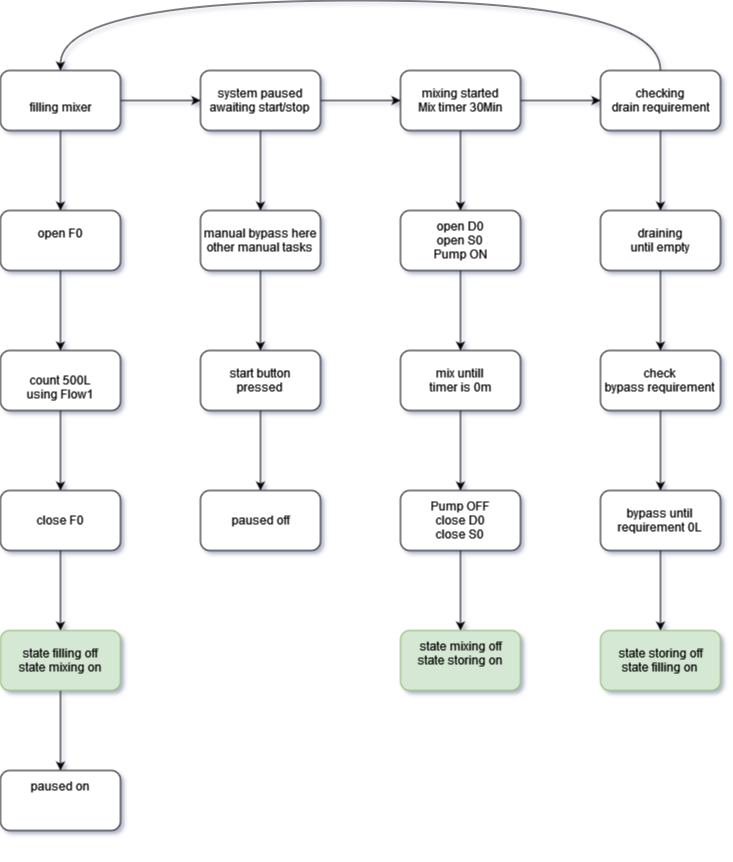 filling mixer
system paused
awaiting start/stop
mixing started
Mix timer 30Min
checking
drain requirement
open F0
manual bypass here
other manual tasks
open D0
open S0
Pump ON
draining
until empty
count 500L
using Flow1
start button
pressed
mix untill
timer is 0m
check
bypass requirement
close F0
paused off
Pump OFF
close D0
close S0
bypass until
requirement 0L
state filling off
state mixing on
state mixing off
state storing on
state storing off
state filling on
paused on